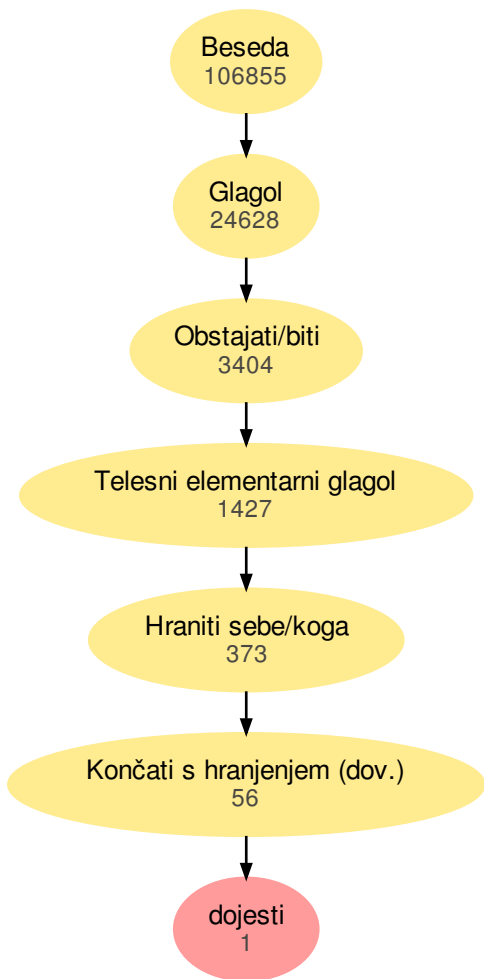 Beseda
106855
Glagol
24628
Obstajati/biti
3404
Telesni elementarni glagol
1427
Hraniti sebe/koga
373
Končati s hranjenjem (dov.)
56
dojesti
1